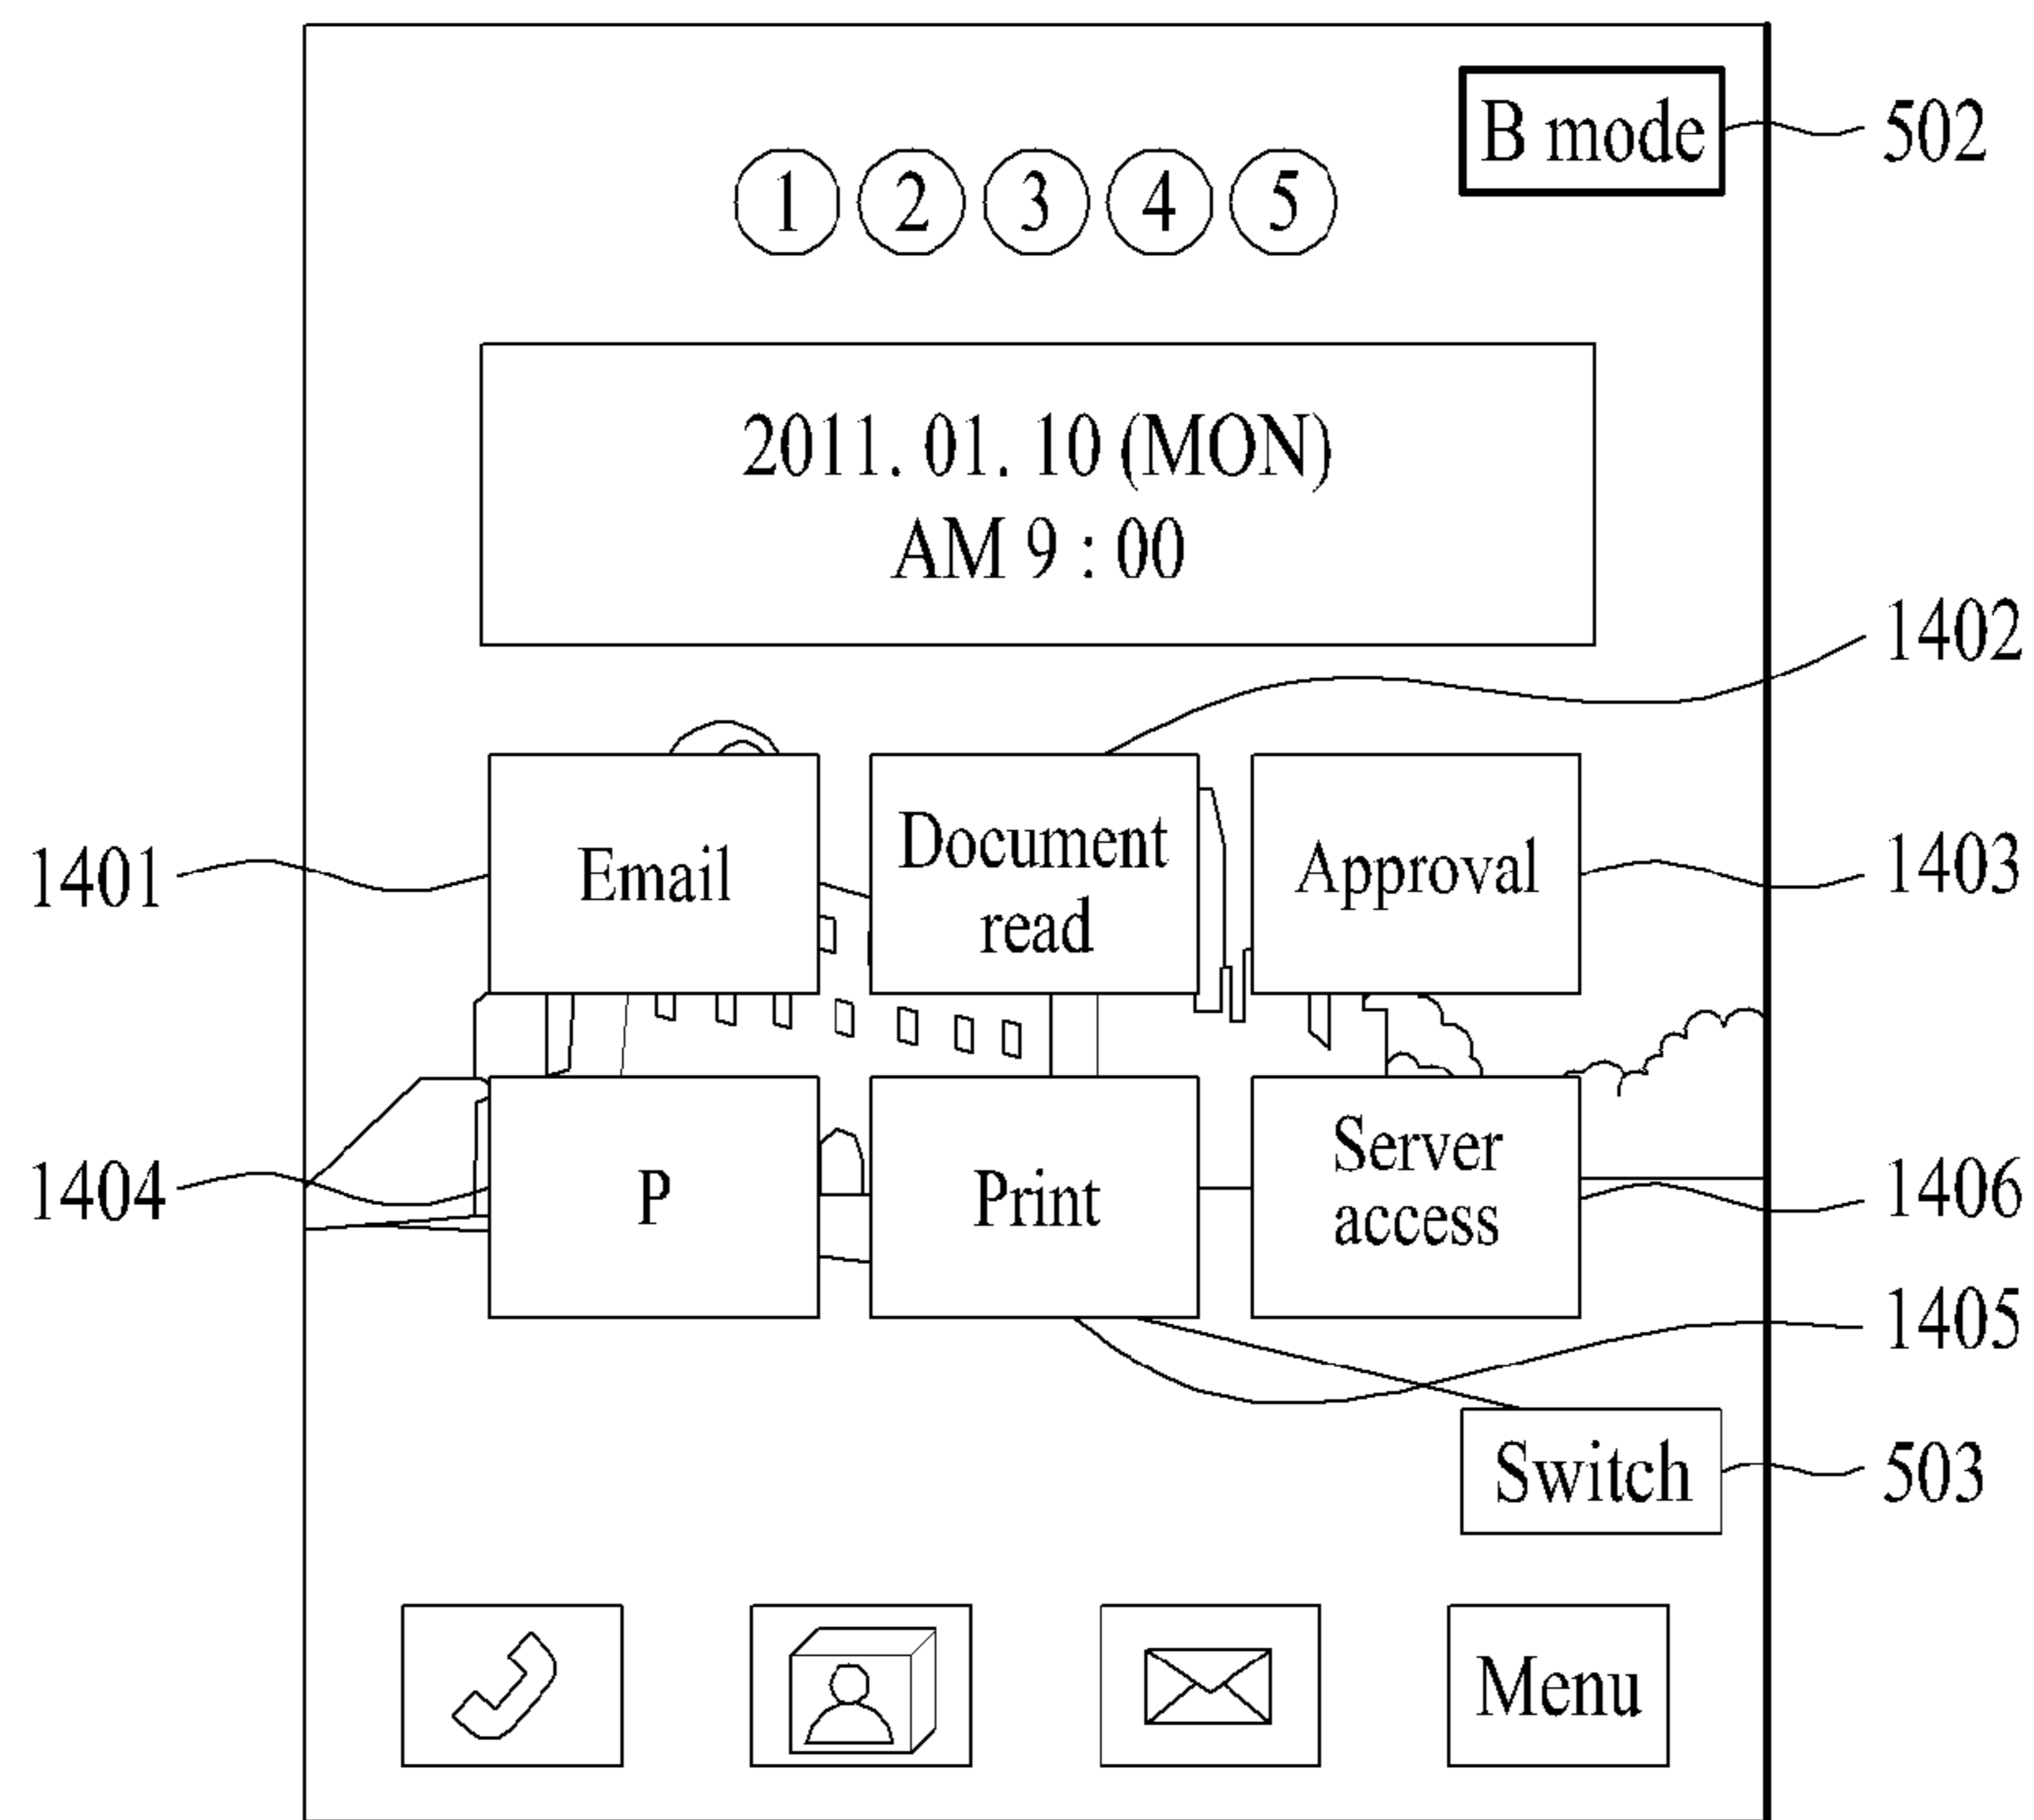 B mode
502
1 2 3 4 5
2011. 01. 10 (MON)
AM 9 : 00
1402
1401
Email
Document
read
Approval
1403
1404
P
Print
Server
access
1406
1405
Switch
503
Menu